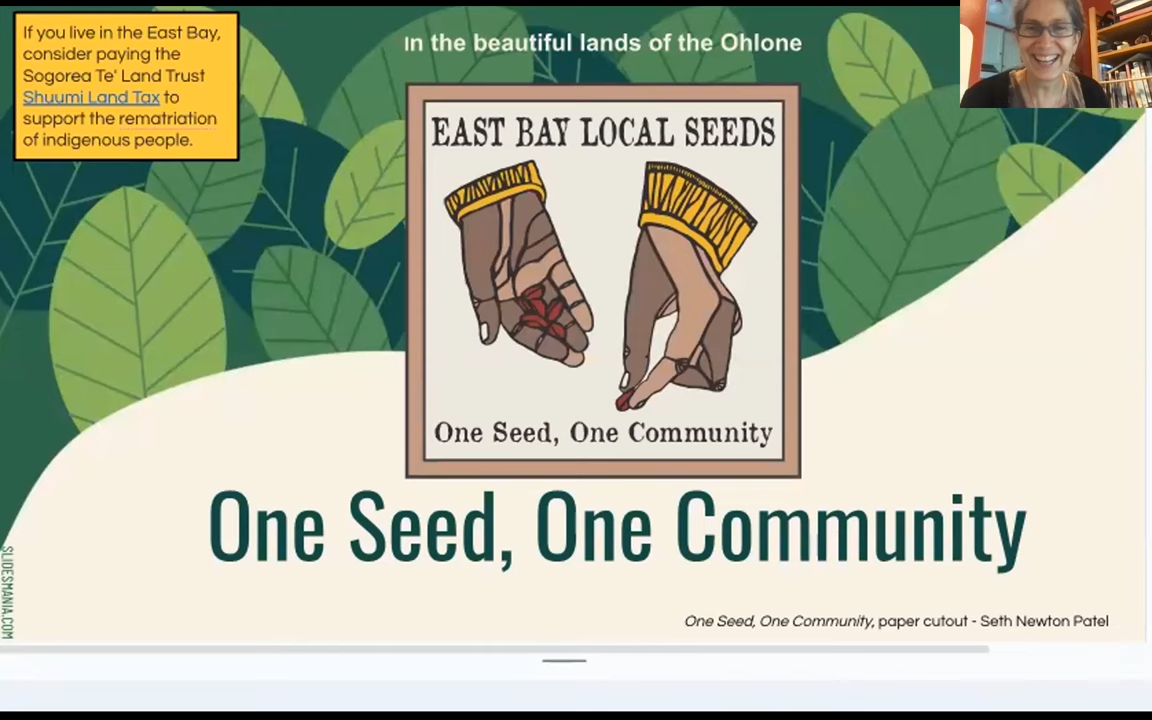 If you live in the East Bay,
consider paying the
Sogorea Te' Land Trust
Shuumi Land Tax to
support the rematriation
of indigenous people.
In the beautiful lands of the Ohlone
EAST BAY LOCAL SEEDS
One Seed, One Community
One Seed, One Community
One Seed, One Community, paper cutout - Seth Newton Patel
SLIDESMANIA.COM